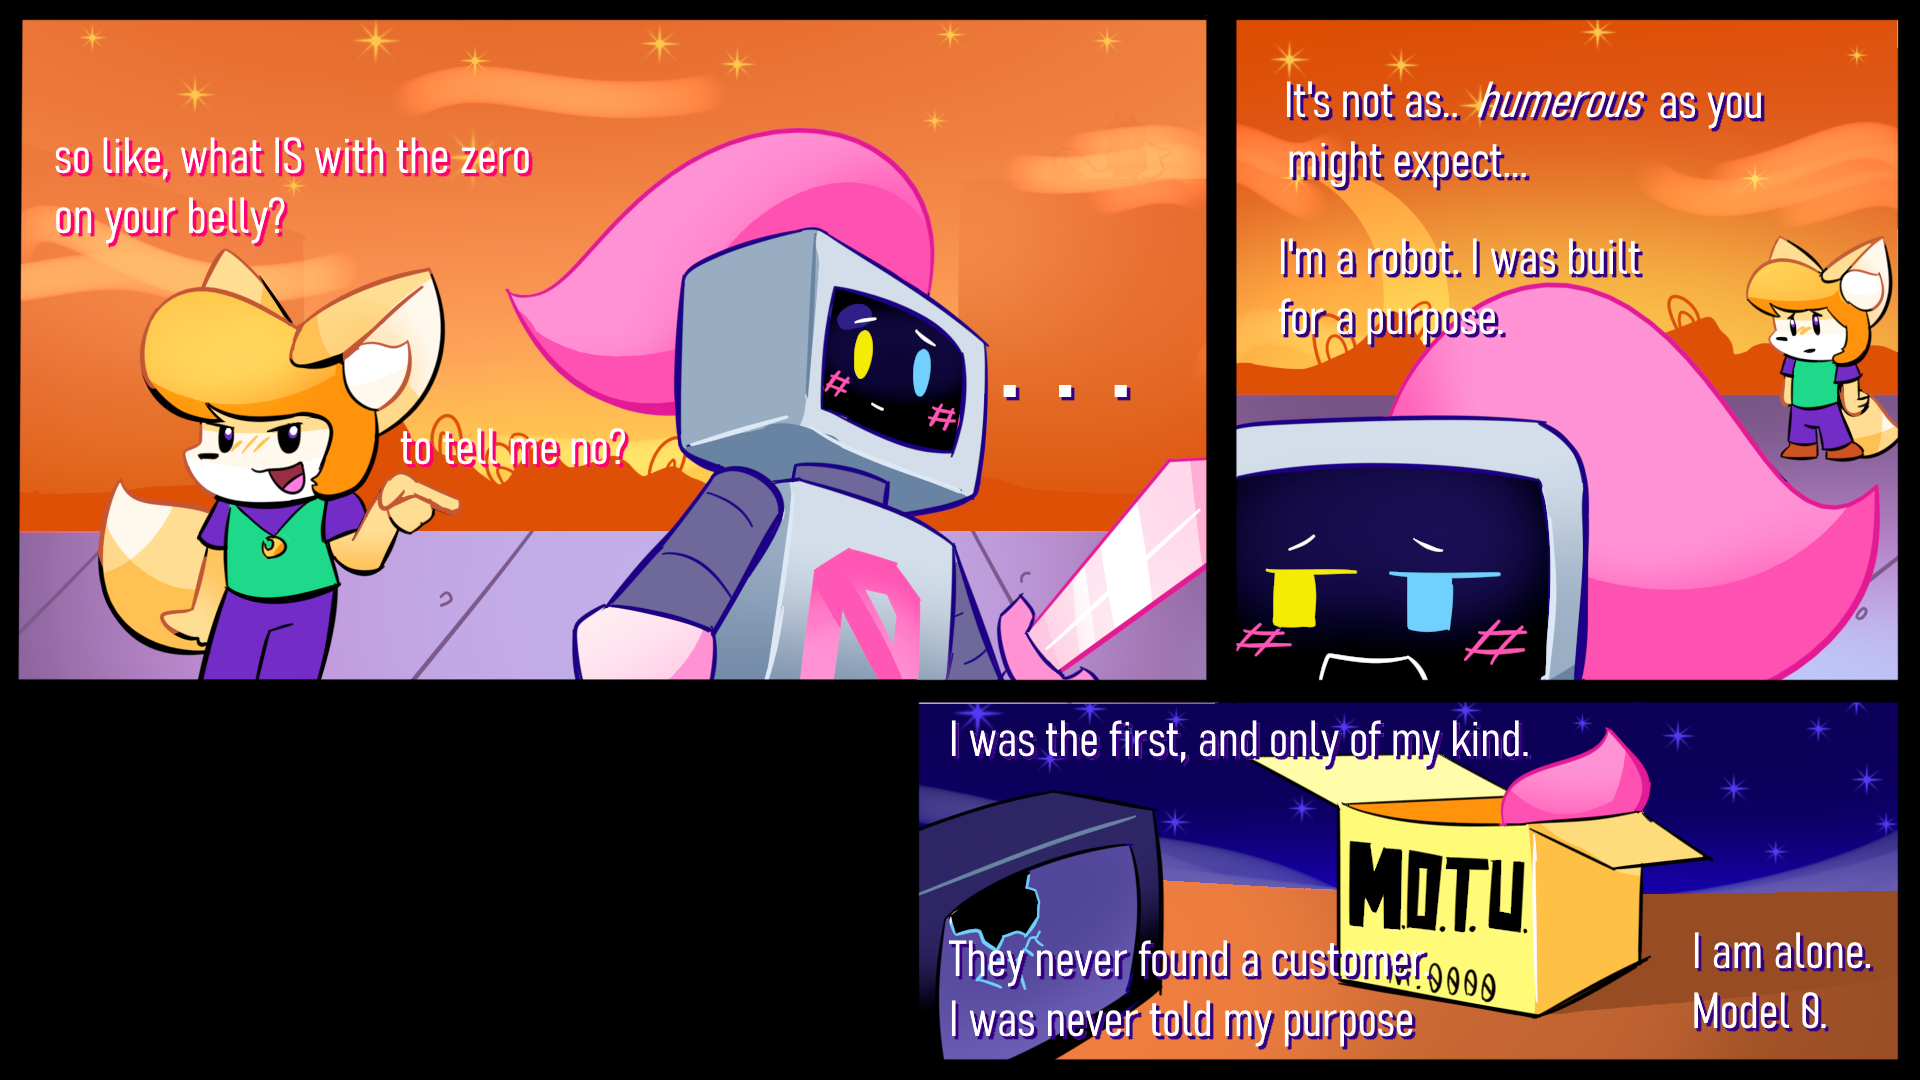 so like, what IS with the zero
on your belly?
to tell me no?
. . .
It's not as.. humerous as you
might expect...
I'm a robot. I was built
for a purpose.
I was the first, and only of my kind.
M.O.T.U.
0000
They never found a customer.
I was never told my purpose
I am alone.
Model 0.